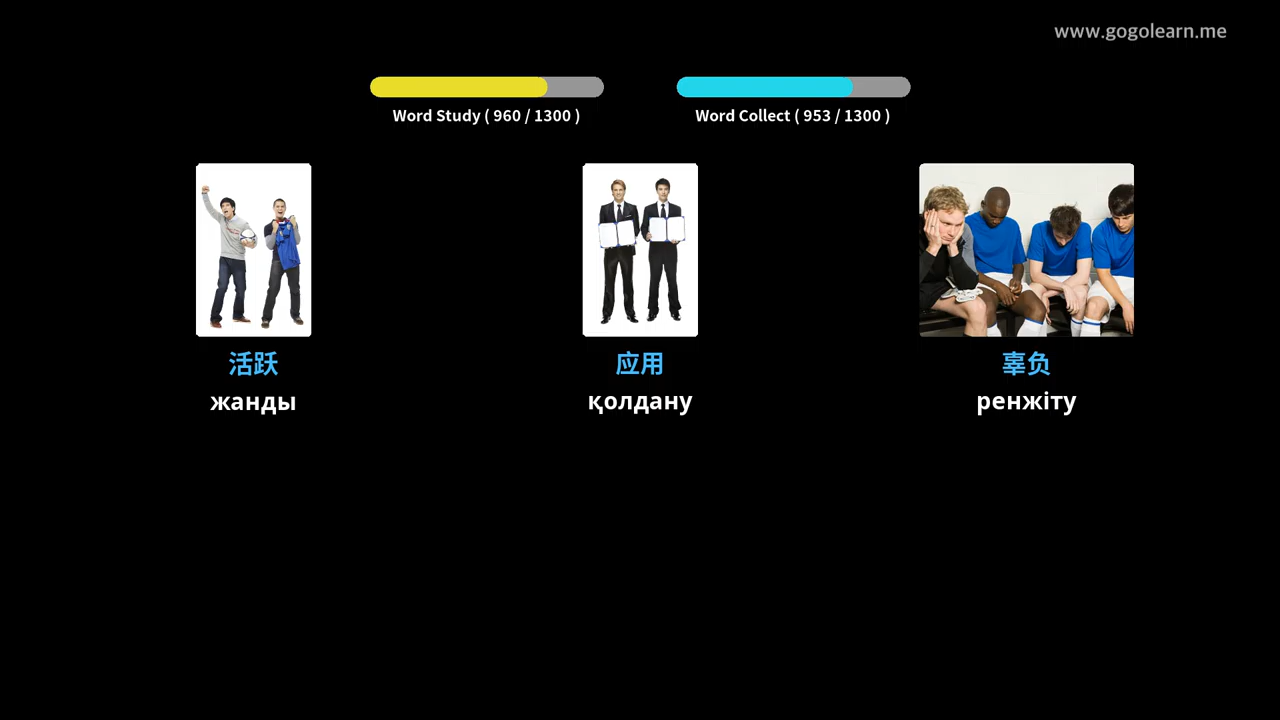 www.gogolearn.me
Word Study ( 960 / 1300 )
Word Collect ( 953 / 1300 )
活跃
应用
辜负
жанды
қолдану
ренжіту